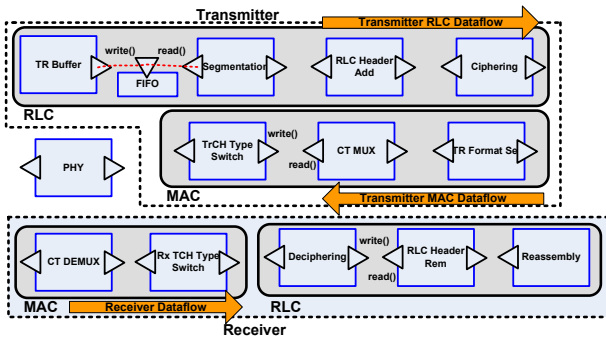 Transmitter
Transmitter RLC Dataflow
write() read()
TR Buffer
Segmentation
RLC Header
Add
Ciphering
FIFO
RLC
write()
TrCH Type
Switch
CT MUX
TR Format Se
read()
PHY
MAC
Transmitter MAC Dataflow
CT DEMUX
Rx TCH Type
Switch
Deciphering
write()
RLC Header
Rem
Reassembly
read()
MAC
Receiver Dataflow
RLC
Receiver